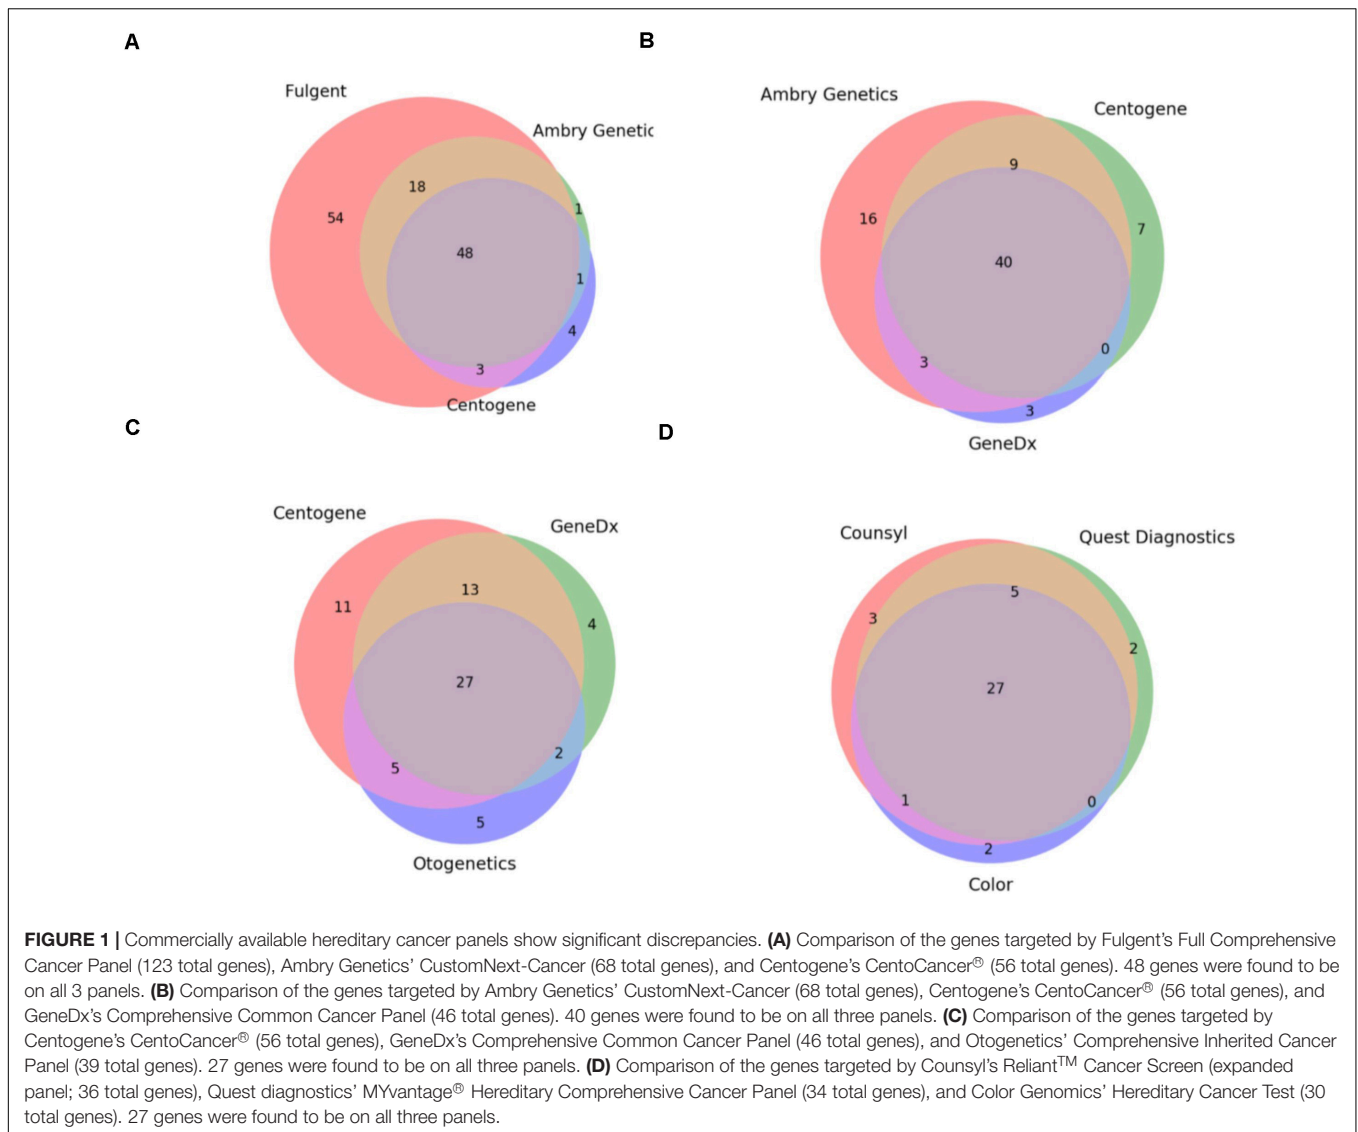 A
Fulgent
Ambry Genetic
18
54
1
48
1
4
3
Centogene
B
Ambry Genetics
Centogene
9
16
7
40
0
3
3
GeneDx
C
Centogene
GeneDx
13
11
4
27
2
5
5
Otogenetics
D
Counsyl
Quest Diagnostics
5
3
2
27
1
0
2
Color
FIGURE 1 | Commercially available hereditary cancer panels show significant discrepancies. (A) Comparison of the genes targeted by Fulgent's Full Comprehensive
Cancer Panel (123 total genes), Ambry Genetics' CustomNext-Cancer (68 total genes), and Centogene's CentoCancer® (56 total genes). 48 genes were found to be
on all 3 panels. (B) Comparison of the genes targeted by Ambry Genetics' CustomNext-Cancer (68 total genes), Centogene's CentoCancer® (56 total genes), and
GeneDx's Comprehensive Common Cancer Panel (46 total genes). 40 genes were found to be on all three panels. (C) Comparison of the genes targeted by
Centogene's CentoCancer® (56 total genes), GeneDx's Comprehensive Common Cancer Panel (46 total genes), and Otogenetics' Comprehensive Inherited Cancer
Panel (39 total genes). 27 genes were found to be on all three panels. (D) Comparison of the genes targeted by Counsyl's Reliant™ Cancer Screen (expanded
panel; 36 total genes), Quest diagnostics' MYvantage® Hereditary Comprehensive Cancer Panel (34 total genes), and Color Genomics' Hereditary Cancer Test (30
total genes). 27 genes were found to be on all three panels.